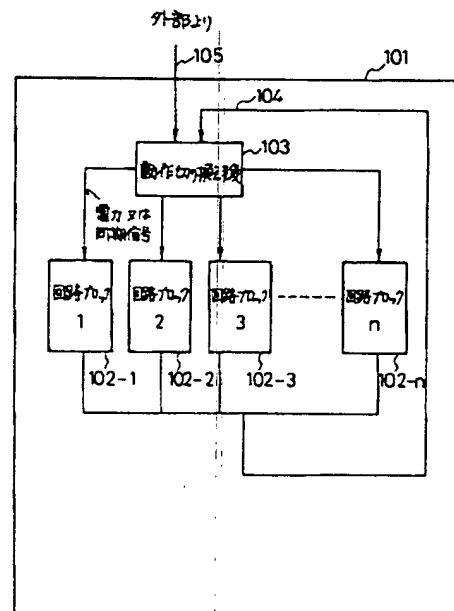 外部より
105
101
104
103
動作切り換え機
電力又は
同期信号
回路ブロック
1
回路ブロック
2
回路ブロック
3
回路ブロック
n
102-1
102-2
102-3
102-n